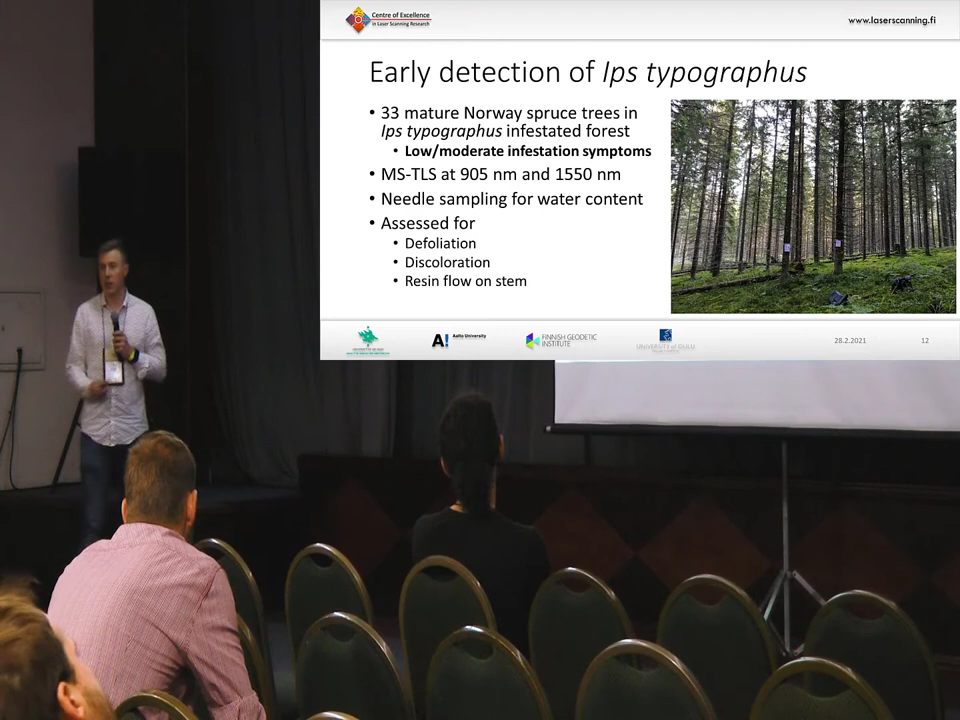 Centre of Excellence
in Laser Scanning Research
www.laserscanning.fi
Early detection of Ips typographus
• 33 mature Norway spruce trees in
Ips typographus infestated forest
• Low/moderate infestation symptoms
• MS-TLS at 905 nm and 1550 nm
• Needle sampling for water content
• Assessed for
• Defoliation
• Discoloration
• Resin flow on stem
A! Aalto University
FINNISH GEODETIC
INSTITUTE
UNIVERSITY of OULU
28.2.2021
12